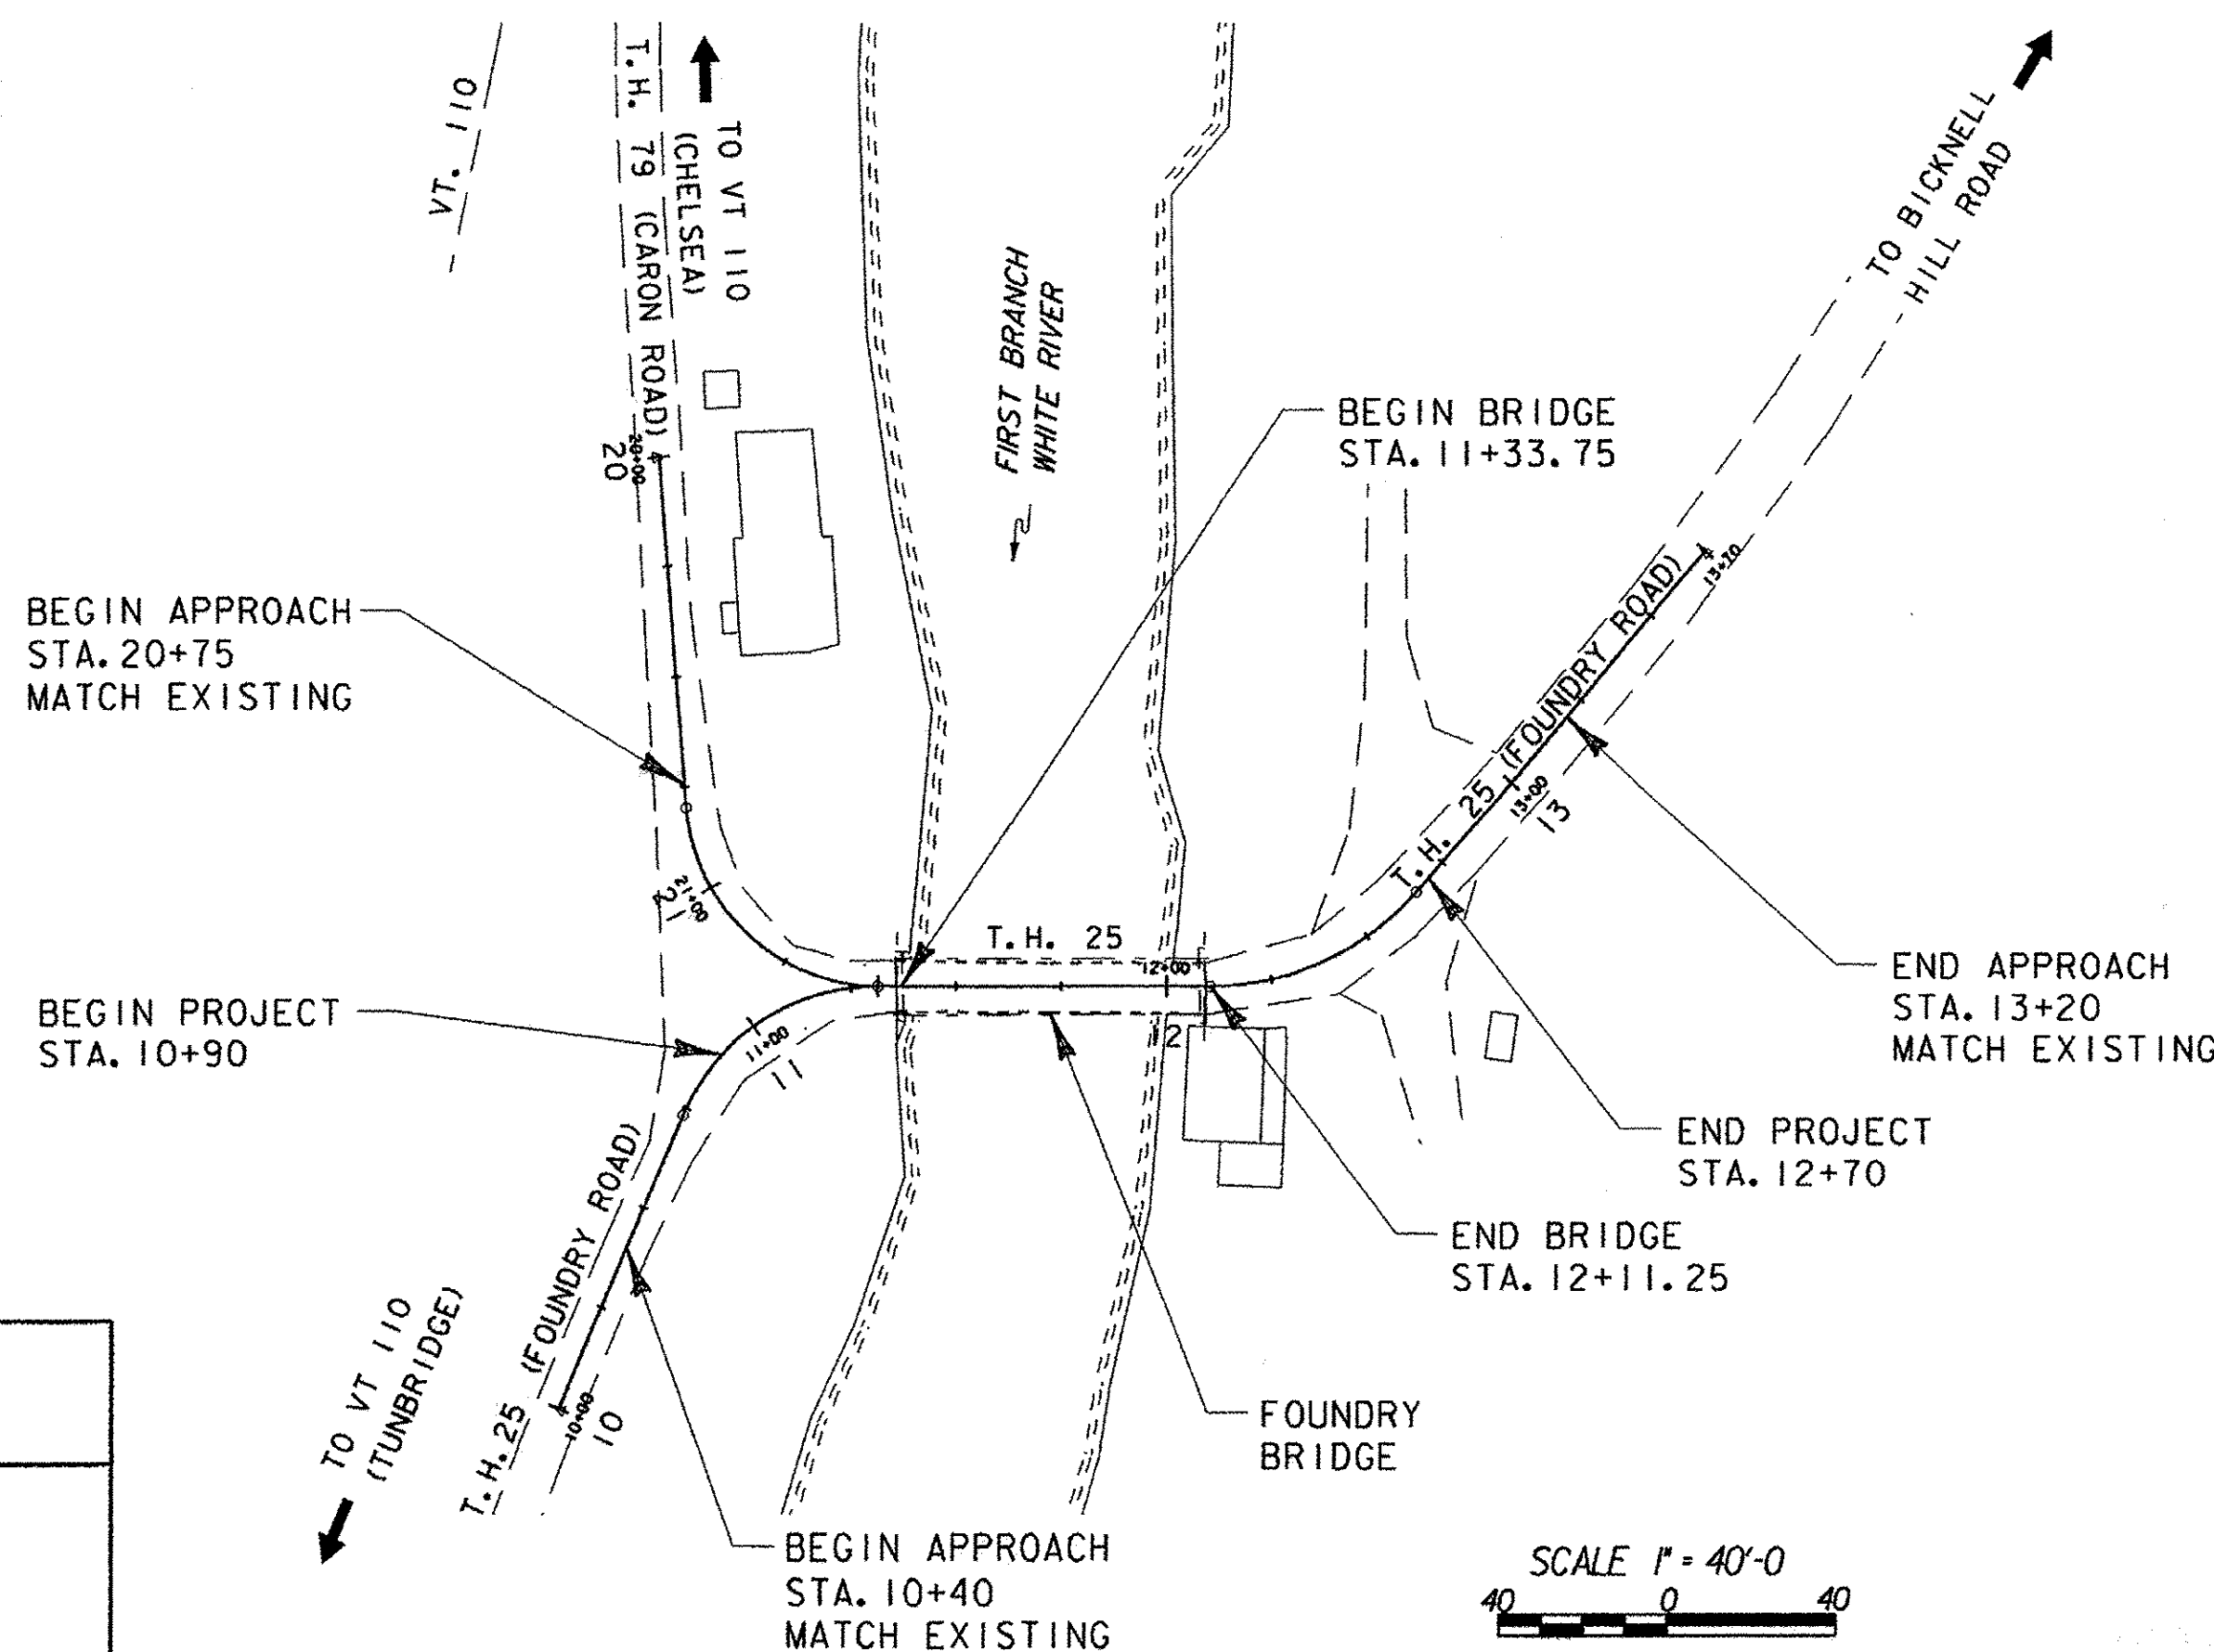 VT. 110
T.H. 79 (CARON ROAD)
TO VT 110
(CHELSEA)
FIRST BRANCH
WHITE RIVER
TO BICKNELL
HILL ROAD
BEGIN BRIDGE
STA. 11+33.75
20+00
20
BEGIN APPROACH
STA. 20+75
MATCH EXISTING
13+70
T.H. 25 (FOUNDRY ROAD)
13+00
13
21+00
21
T.H. 25
12+00
12
END APPROACH
STA. 13+20
MATCH EXISTING
BEGIN PROJECT
STA. 10+90
11+00
11
END PROJECT
STA. 12+70
END BRIDGE
STA. 12+11.25
T.H. 25 (FOUNDRY ROAD)
TO VT 110
(TUNBRIDGE)
10+00
10
FOUNDRY
BRIDGE
BEGIN APPROACH
STA. 10+40
MATCH EXISTING
SCALE 1" = 40'-0
40 0 40